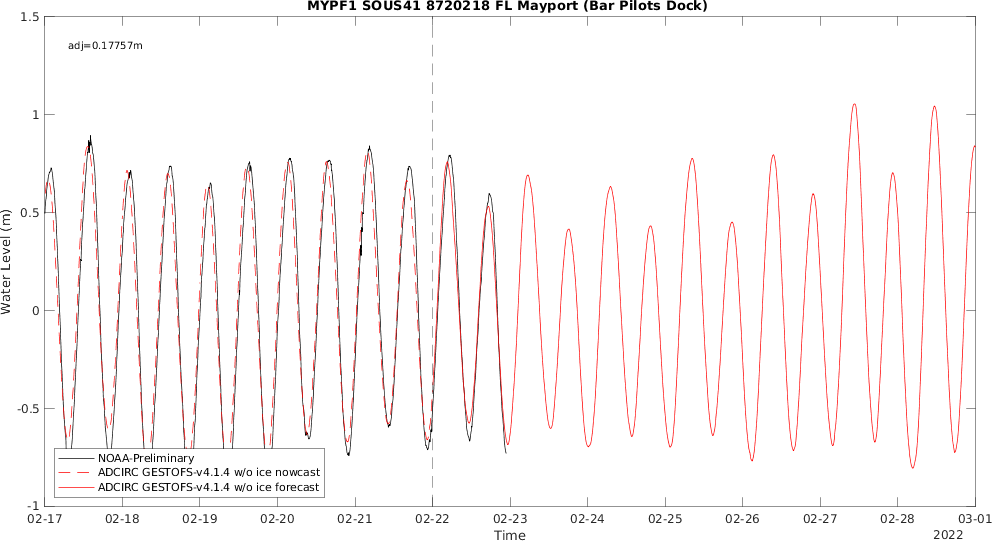 MYPF1 SOUS41 8720218 FL Mayport (Bar Pilots Dock)
1.5
adj=0.17757m
1
0.5
0
-0.5
-1
Water Level (m)
NOAA-Preliminary
ADCIRC GESTOFS-v4.1.4 w/o ice nowcast
ADCIRC GESTOFS-v4.1.4 w/o ice forecast
02-17 02-18 02-19 02-20 02-21 02-22 02-23 02-24 02-25 02-26 02-27 02-28 03-01
Time
2022